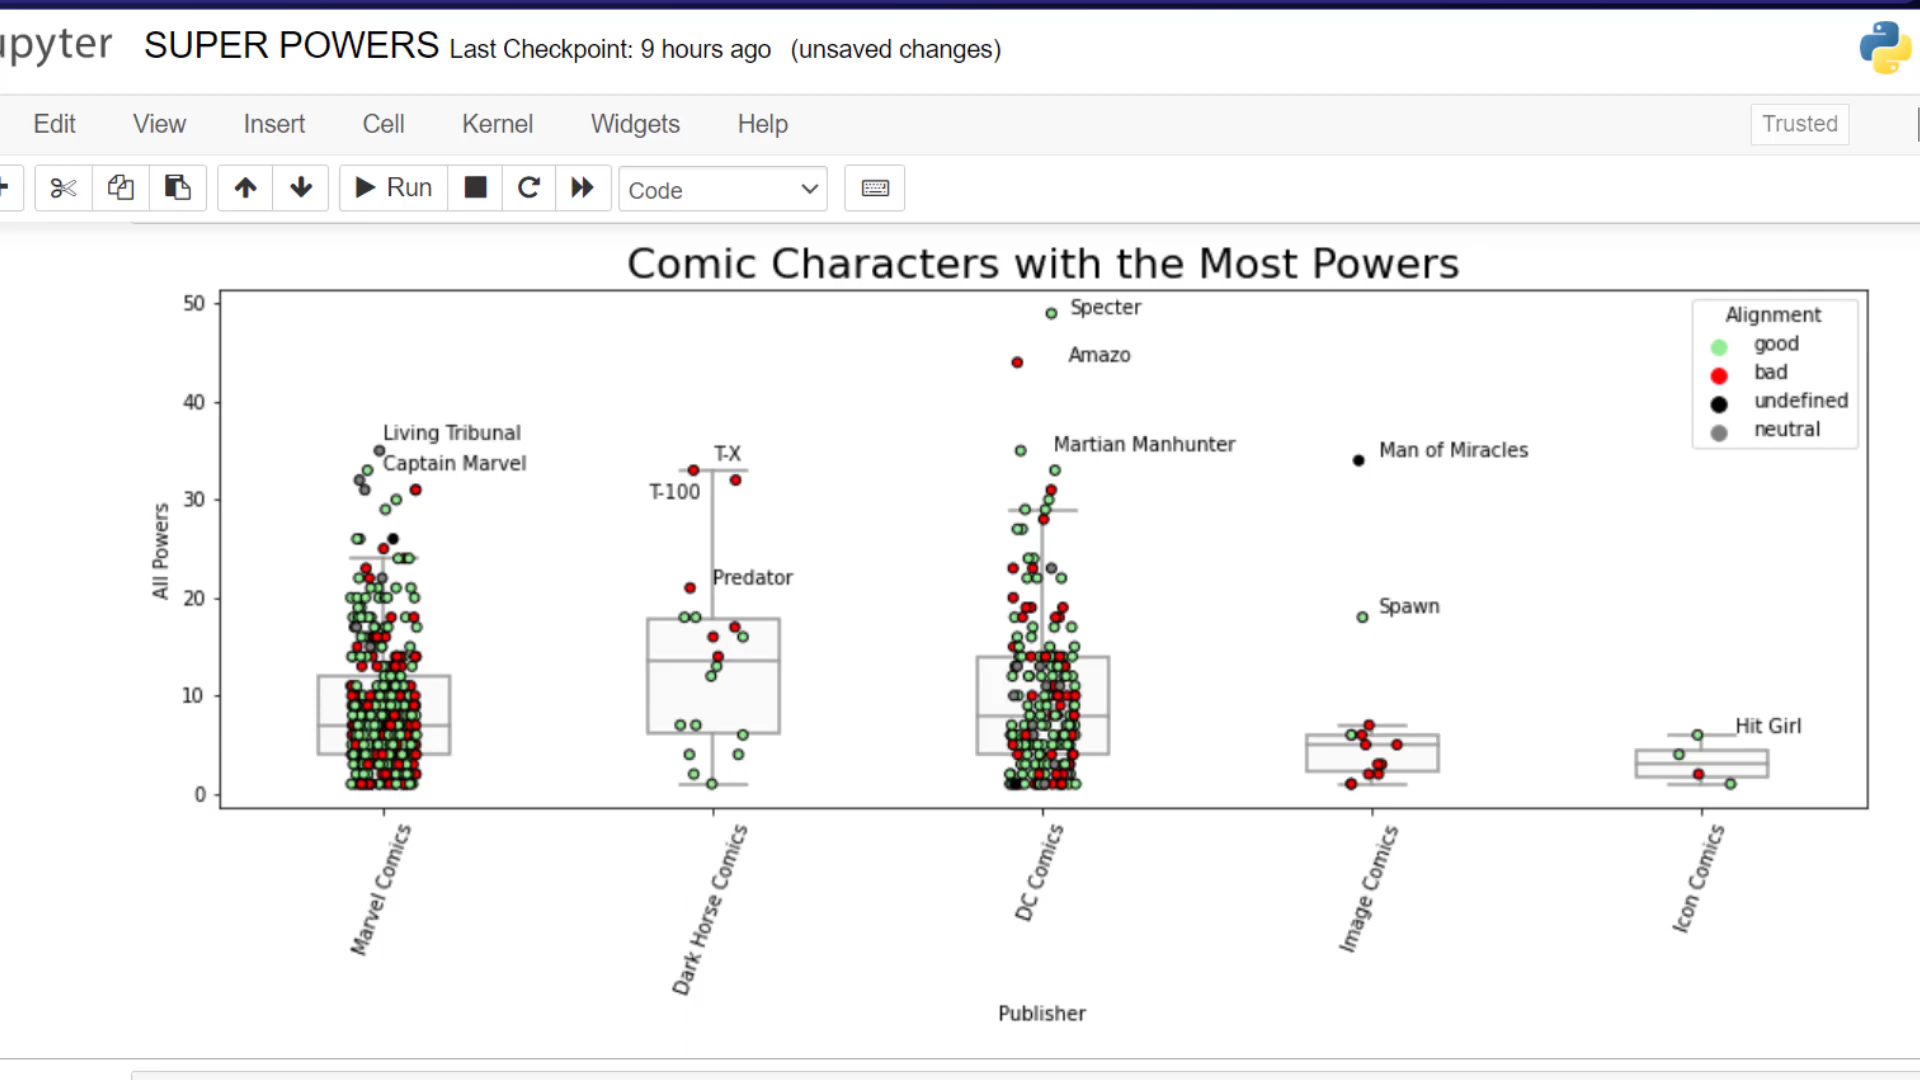 upyter SUPER POWERS Last Checkpoint: 9 hours ago (unsaved changes)
Edit View Insert Cell Kernel Widgets Help Trusted
Run Code
Comic Characters with the Most Powers
50
40
30
20
10
0
All Powers
Specter
Amazo
Living Tribunal
Captain Marvel
T-X
T-100
Martian Manhunter
Man of Miracles
Predator
Spawn
Hit Girl
Alignment
good
bad
undefined
neutral
Marvel Comics
Dark Horse Comics
DC Comics
Image Comics
Icon Comics
Publisher